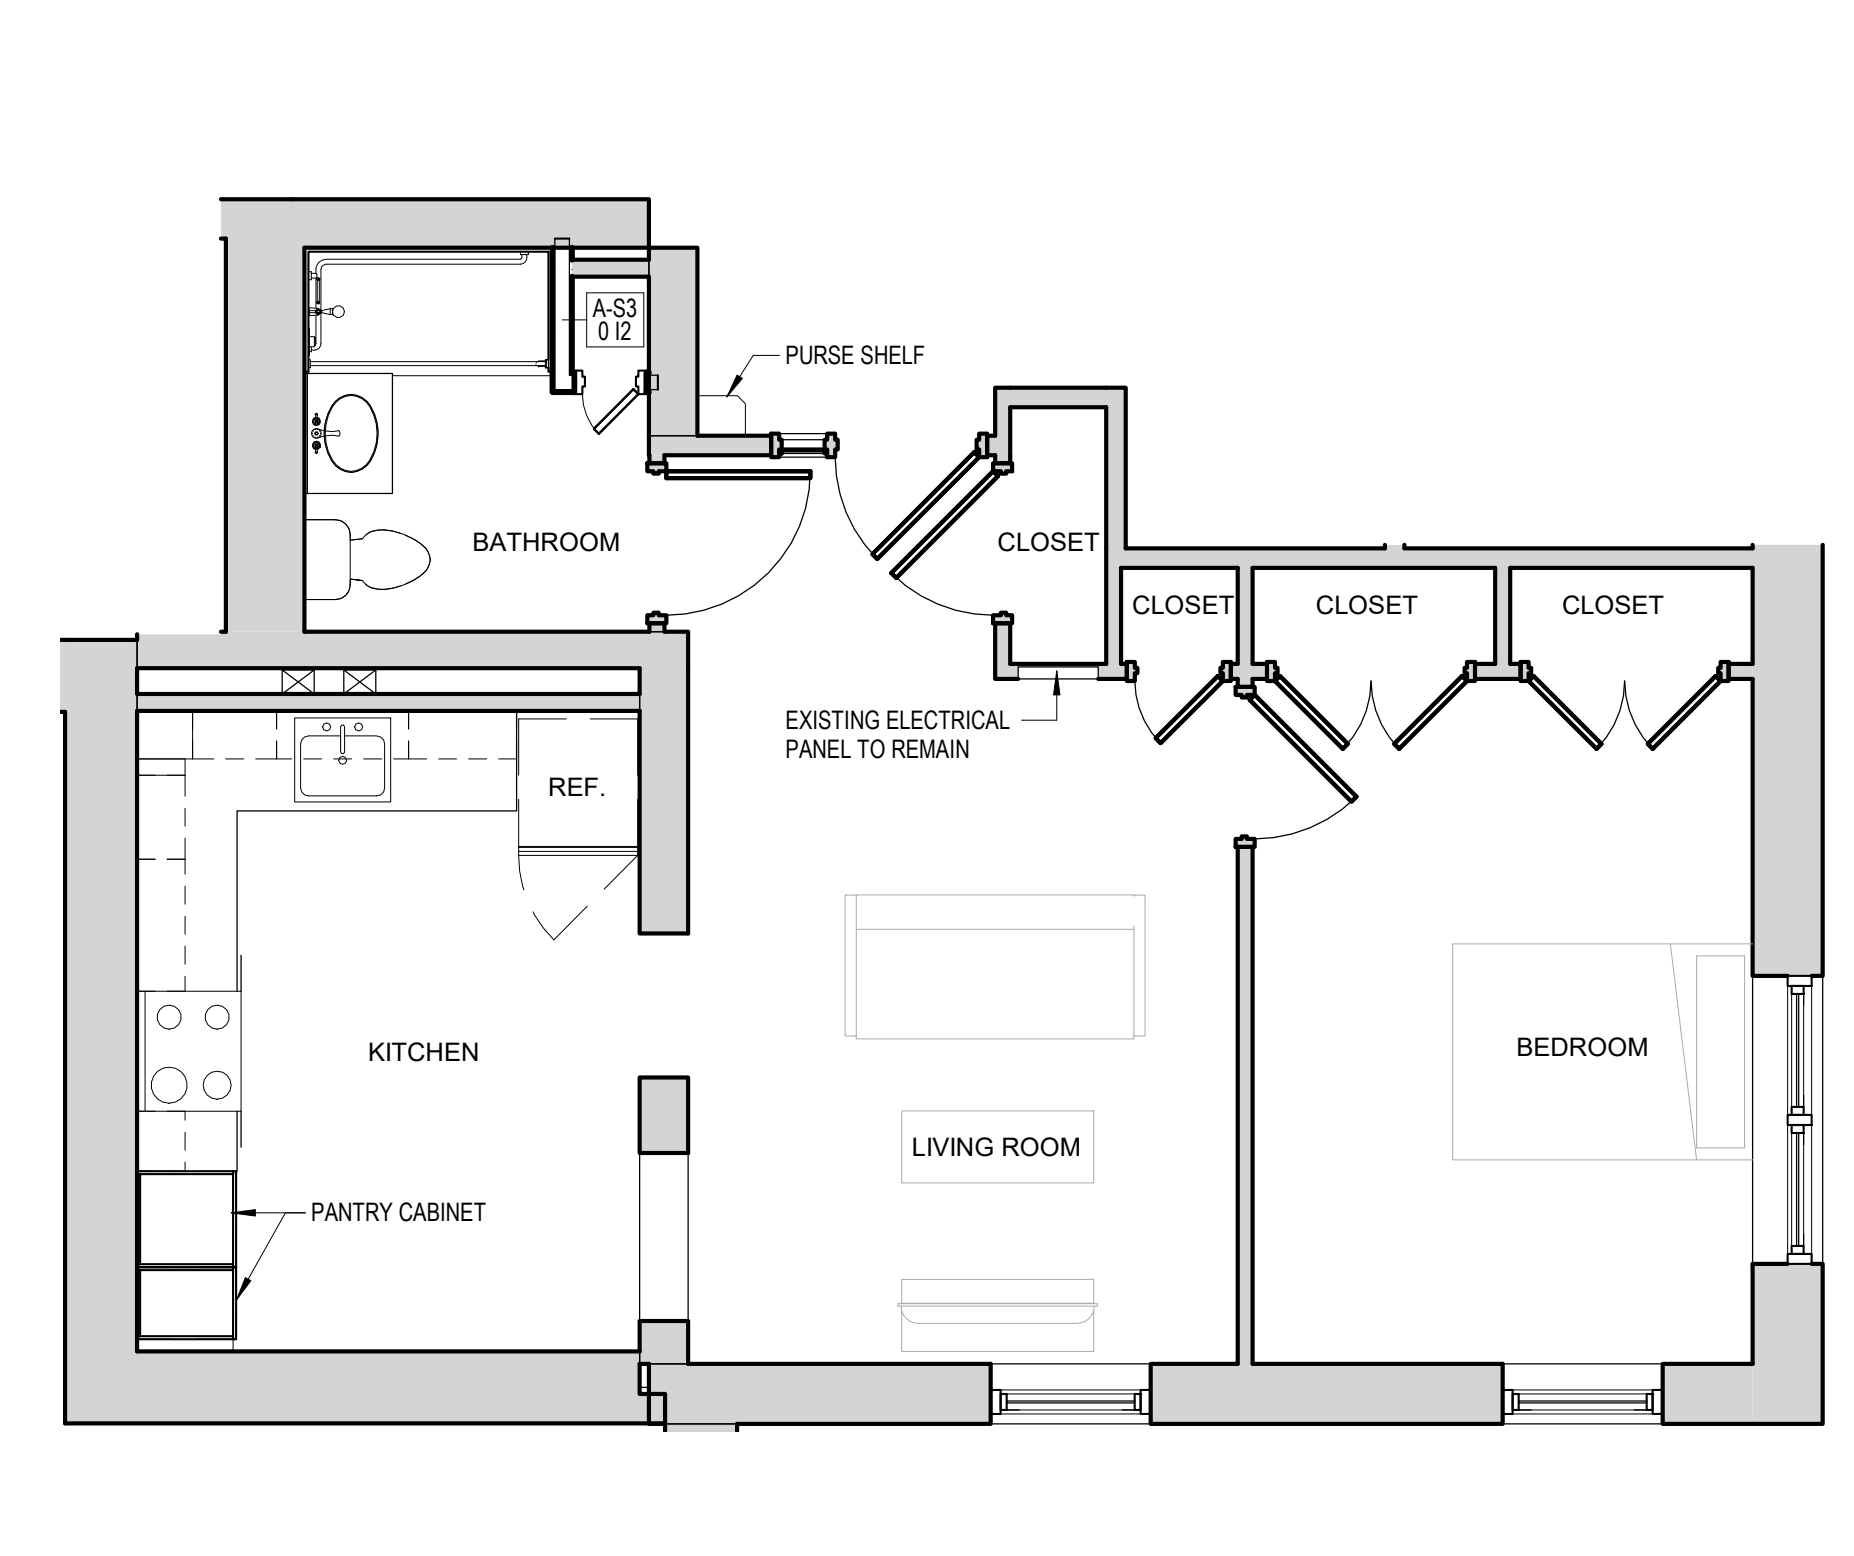 A-S3
0 I2
PURSE SHELF
BATHROOM
CLOSET
CLOSET
CLOSET
CLOSET
EXISTING ELECTRICAL
PANEL TO REMAIN
REF.
KITCHEN
BEDROOM
LIVING ROOM
PANTRY CABINET